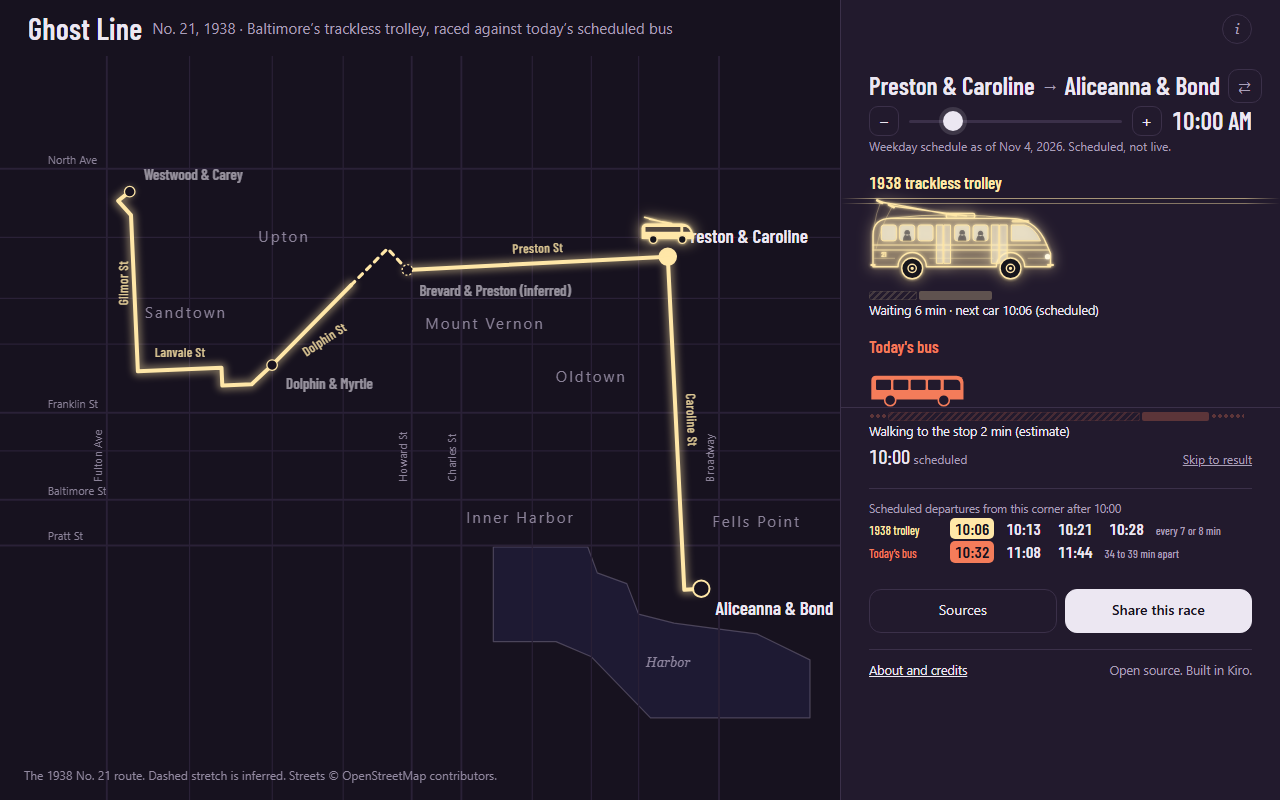 Ghost Line No. 21, 1938 · Baltimore’s trackless trolley, raced against today’s scheduled bus
i
Preston & Caroline → Aliceanna & Bond ⇄
− + 10:00 AM
Weekday schedule as of Nov 4, 2026. Scheduled, not live.
1938 trackless trolley
Waiting 6 min · next car 10:06 (scheduled)
Today’s bus
Walking to the stop 2 min (estimate)
10:00 scheduled Skip to result
Scheduled departures from this corner after 10:00
1938 trolley 10:06 10:13 10:21 10:28 every 7 or 8 min
Today’s bus 10:32 11:08 11:44 34 to 39 min apart
Sources Share this race
About and credits Open source. Built in Kiro.
North Ave
Westwood & Carey
Upton
Preston St
reston & Caroline
Gilmor St
Brevard & Preston (inferred)
Sandtown
Mount Vernon
Dolphin St
Lanvale St
Oldtown
Dolphin & Myrtle
Franklin St
Caroline St
Fulton Ave
Howard St
Charles St
Broadway
Baltimore St
Inner Harbor
Fells Point
Pratt St
Aliceanna & Bond
Harbor
The 1938 No. 21 route. Dashed stretch is inferred. Streets © OpenStreetMap contributors.